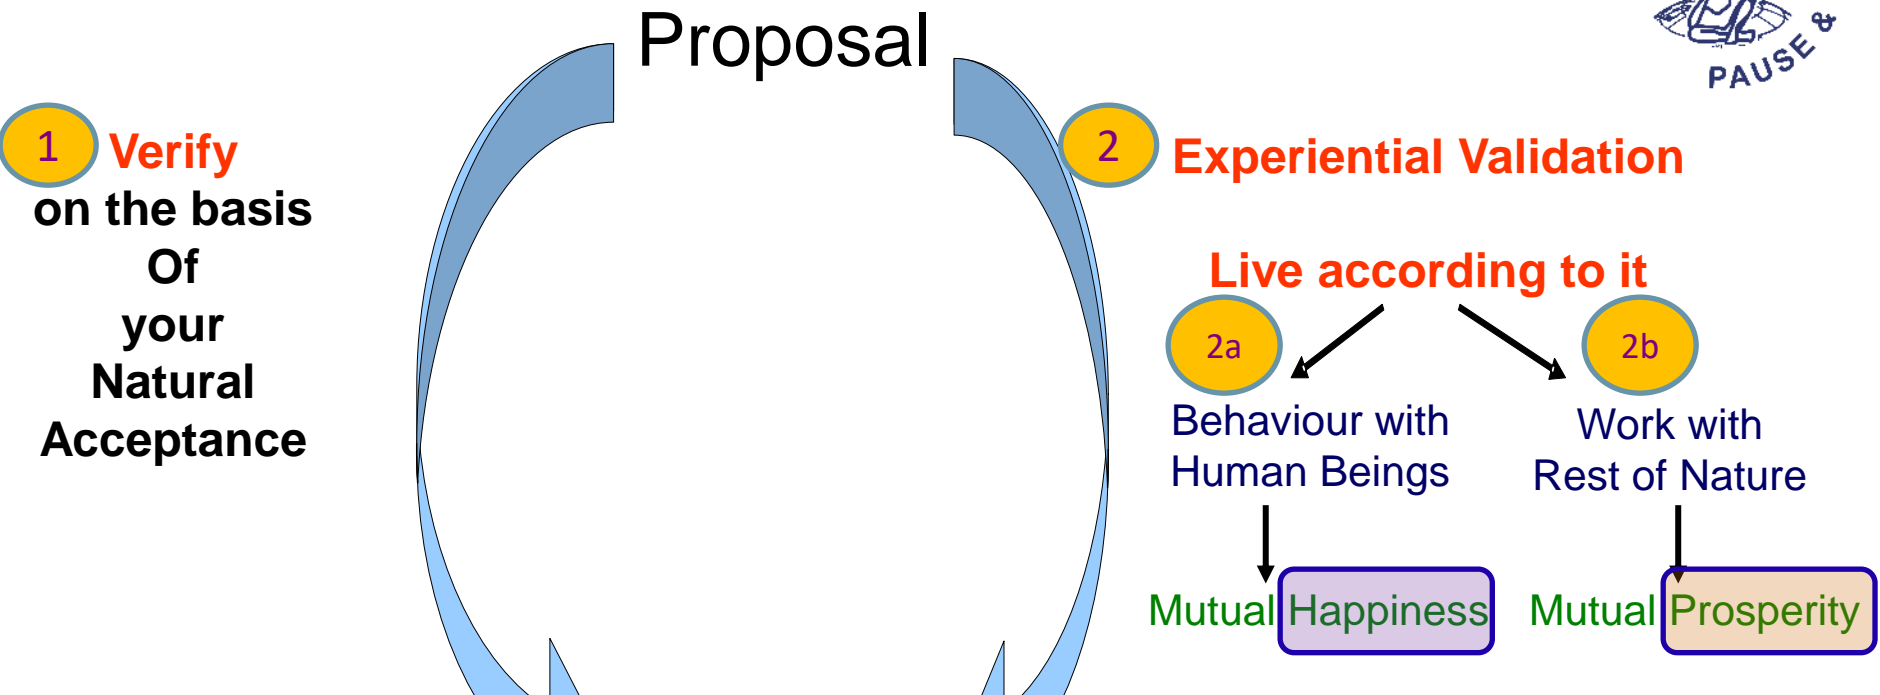 Proposal
PAUSE &
1 Verify
on the basis
Of
your
Natural
Acceptance
2 Experiential Validation
Live according to it
2a
Behaviour with
Human Beings
Mutual Happiness
2b
Work with
Rest of Nature
Mutual Prosperity